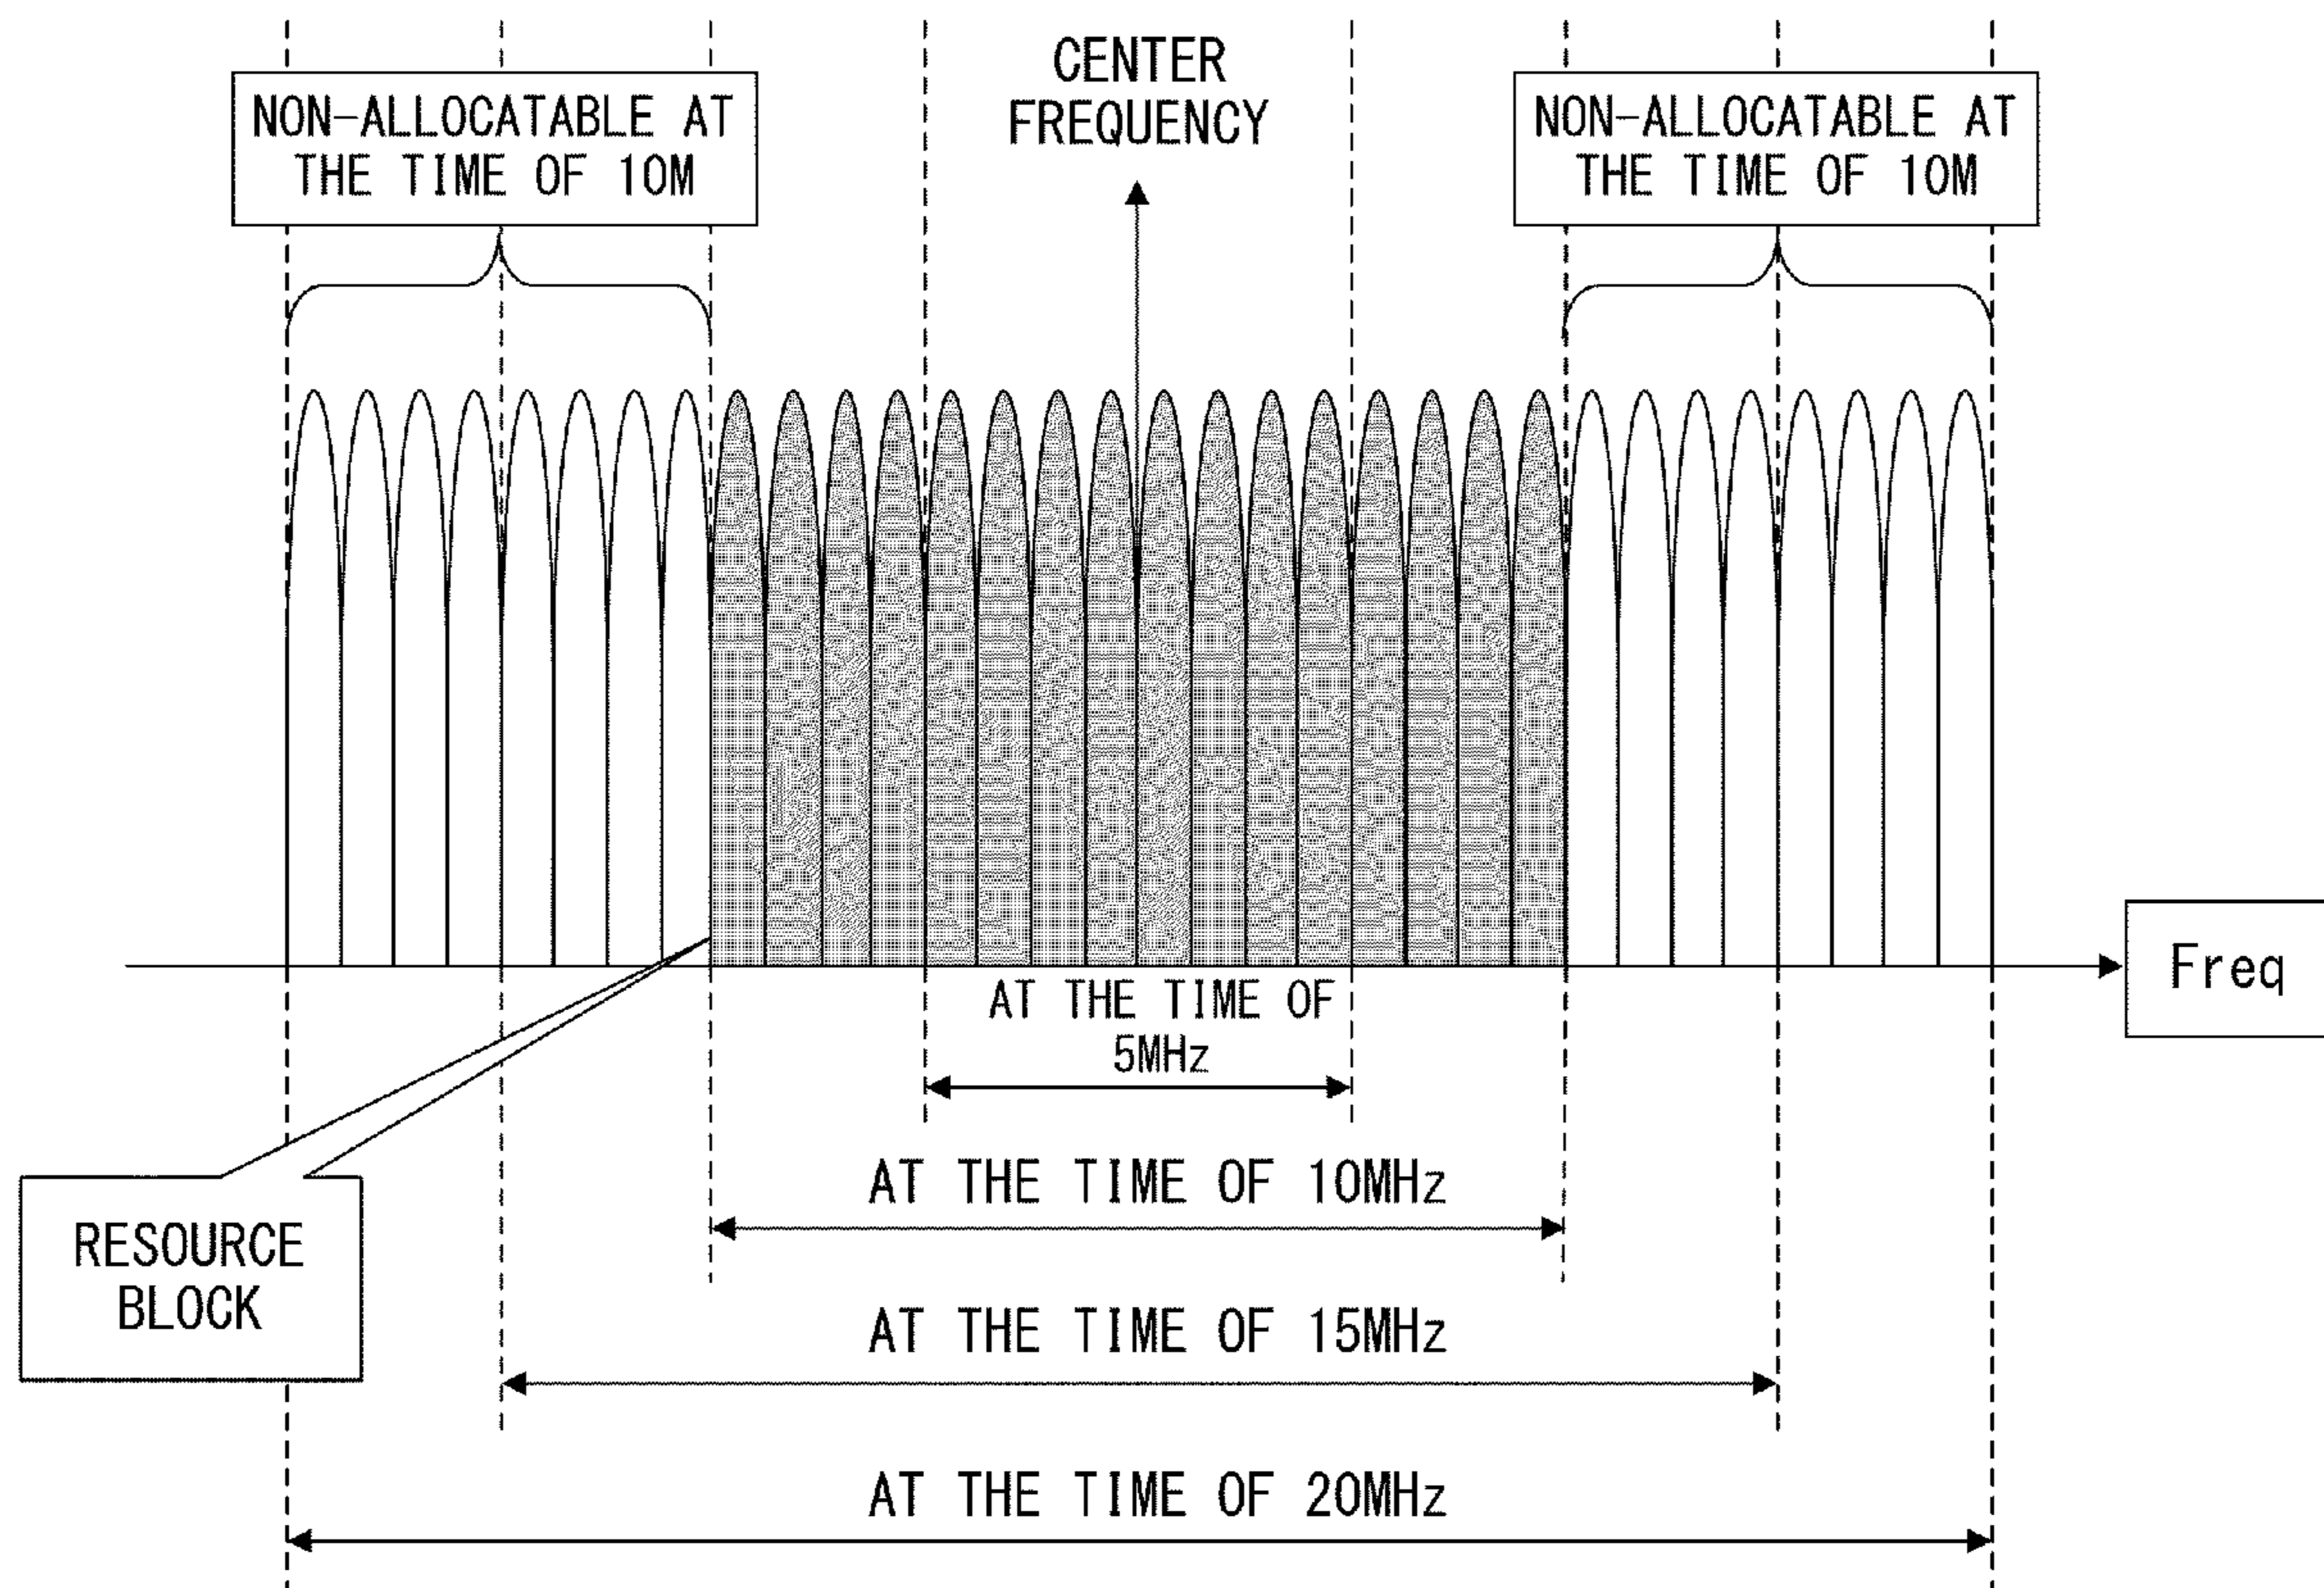 CENTER
FREQUENCY
NON-ALLOCATABLE AT
THE TIME OF 10M
NON-ALLOCATABLE AT
THE TIME OF 10M
Freq
AT THE TIME OF
5MHz
AT THE TIME OF 10MHz
RESOURCE
BLOCK
AT THE TIME OF 15MHz
AT THE TIME OF 20MHz